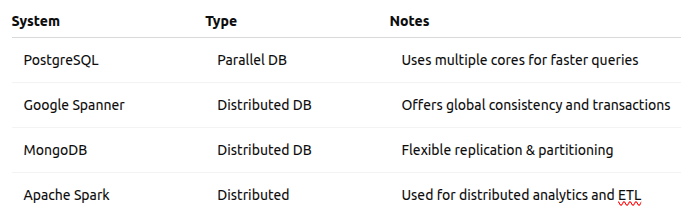 System Type Notes
PostgreSQL Parallel DB Uses multiple cores for faster queries
Google Spanner Distributed DB Offers global consistency and transactions
MongoDB Distributed DB Flexible replication & partitioning
Apache Spark Distributed Used for distributed analytics and ETL